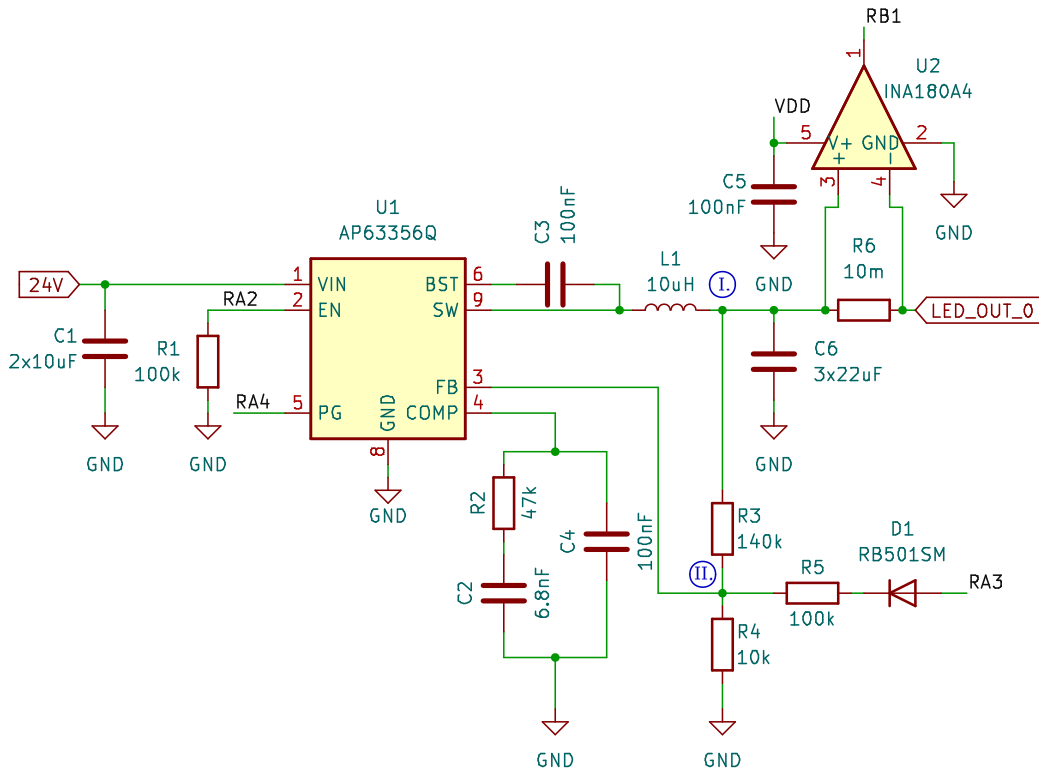 RB1
1
U2
INA180A4
VDD
5
V+
GND
2
+
-
3
4
C5
100nF
GND
GND
U1
AP63356Q
C3
100nF
L1
10uH
I.
R6
10m
24V
1
VIN
BST
6
RA2
2
EN
SW
9
LED_OUT_0
C1
2x10uF
R1
100k
C6
3x22uF
FB
3
RA4
5
PG
GND
COMP
4
8
GND
GND
GND
GND
R2
47k
C4
100nF
R3
140k
D1
RB501SM
II.
R5
100k
RA3
C2
6.8nF
R4
10k
GND
GND